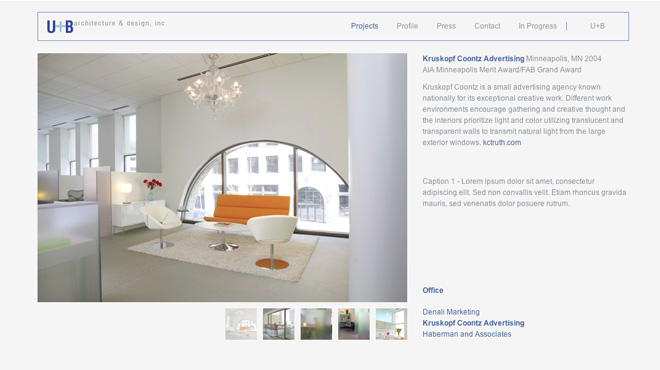 U+B architecture & design, inc.
Projects Profile Press Contact In Progress U+B
Kruskopf Coontz Advertising Minneapolis, MN 2004
AIA Minneapolis Merit Award/FAB Grand Award
Kruskopf Coontz is a small advertising agency known
nationally for its exceptional creative work. Different work
environments encourage gathering and creative thought and
the interiors prioritize light and color utilizing translucent and
transparent walls to transmit natural light from the large
exterior windows. kctruth.com
Caption 1 - Lorem ipsum dolor sit amet, consectetur
adipiscing elit. Sed non convallis velit. Etiam rhoncus gravida
mauris, sed venenatis dolor posuere rutrum.
Office
Denali Marketing
Kruskopf Coontz Advertising
Haberman and Associates